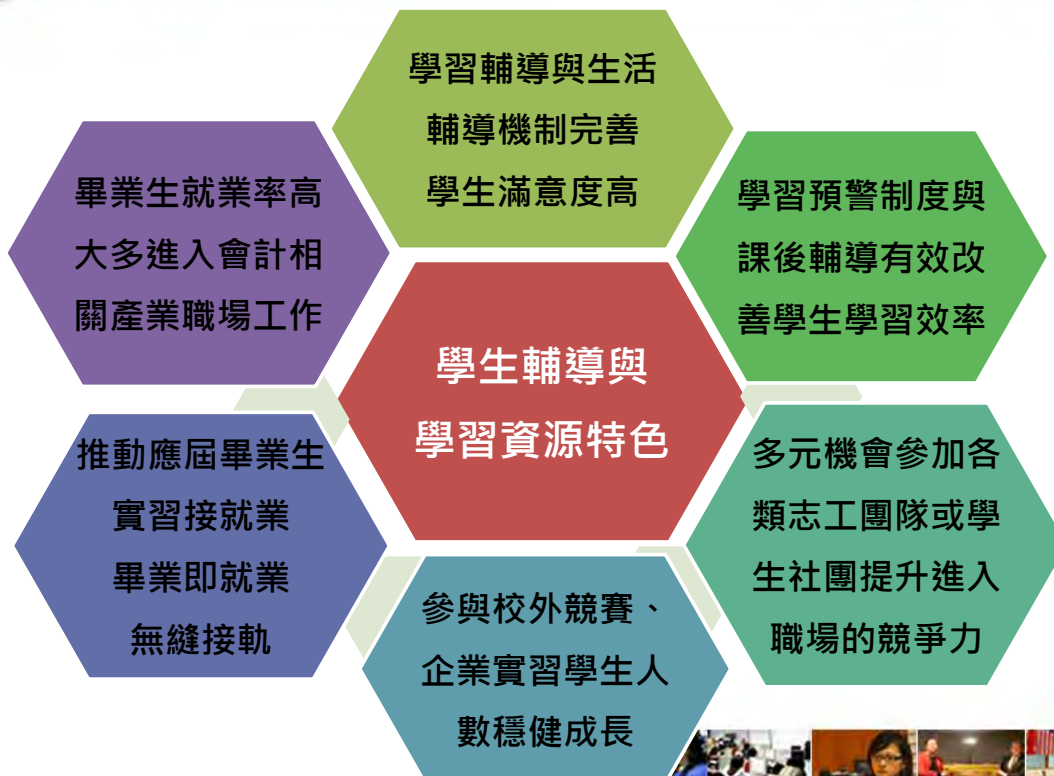 學習輔導與生活
輔導機制完善
學生滿意度高
學習預警制度與
課後輔導有效改
善學生學習效率
多元機會參加各
類志工團隊或學
生社團提升進入
職場的競爭力
參與校外競賽、
企業實習學生人
數穩健成長
推動應屆畢業生
實習接就業
畢業即就業
無縫接軌
畢業生就業率高
大多進入會計相
關產業職場工作
學生輔導與
學習資源特色